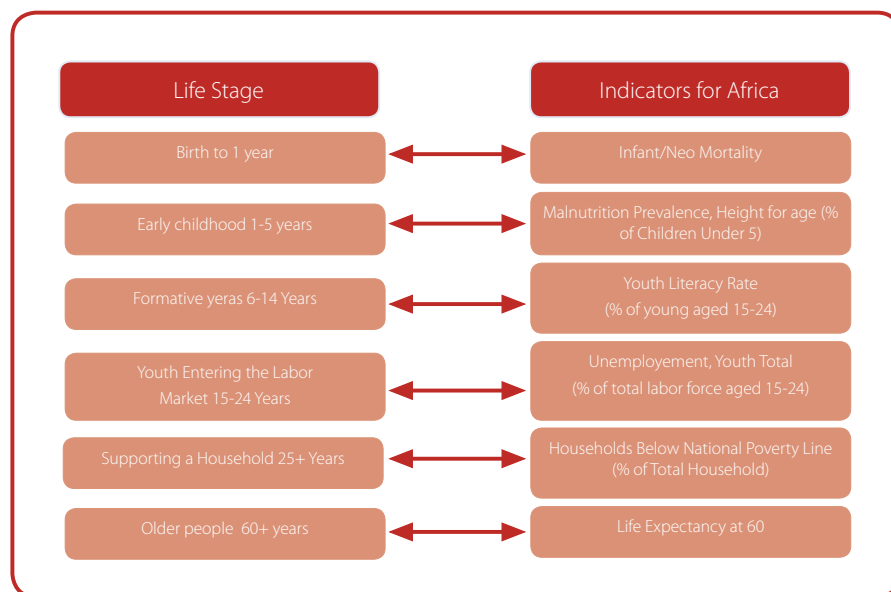 Life Stage
Indicators for Africa
Birth to 1 year
Infant/Neo Mortality
Early childhood 1-5 years
Malnutrition Prevalence, Height for age (%
of Children Under 5)
Formative yeras 6-14 Years
Youth Literacy Rate
(% of young aged 15-24)
Youth Entering the Labor
Market 15-24 Years
Unemployement, Youth Total
(% of total labor force aged 15-24)
Supporting a Household 25+ Years
Households Below National Poverty Line
(% of Total Household)
Older people 60+ years
Life Expectancy at 60